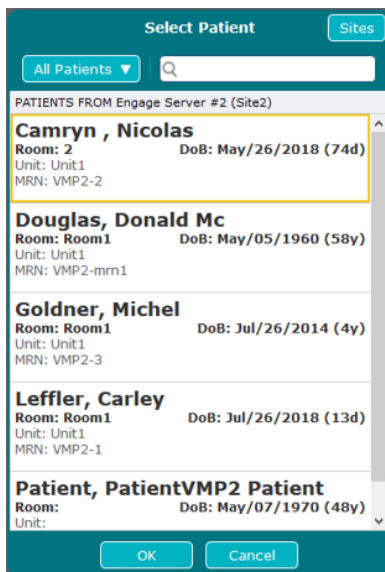 Select Patient
Sites
All Patients ▼
PATIENTS FROM Engage Server #2 (Site2)
Camryn , Nicolas
Room: 2 DoB: May/26/2018 (74d)
Unit: Unit1
MRN: VMP2-2
Douglas, Donald Mc
Room: Room1 DoB: May/05/1960 (58y)
Unit: Unit1
MRN: VMP2-mrn1
Goldner, Michel
Room: Room1 DoB: Jul/26/2014 (4y)
Unit: Unit1
MRN: VMP2-3
Leffler, Carley
Room: Room1 DoB: Jul/26/2018 (13d)
Unit: Unit1
MRN: VMP2-1
Patient, PatientVMP2 Patient
Room: DoB: May/07/1970 (48y)
Unit:
OK Cancel